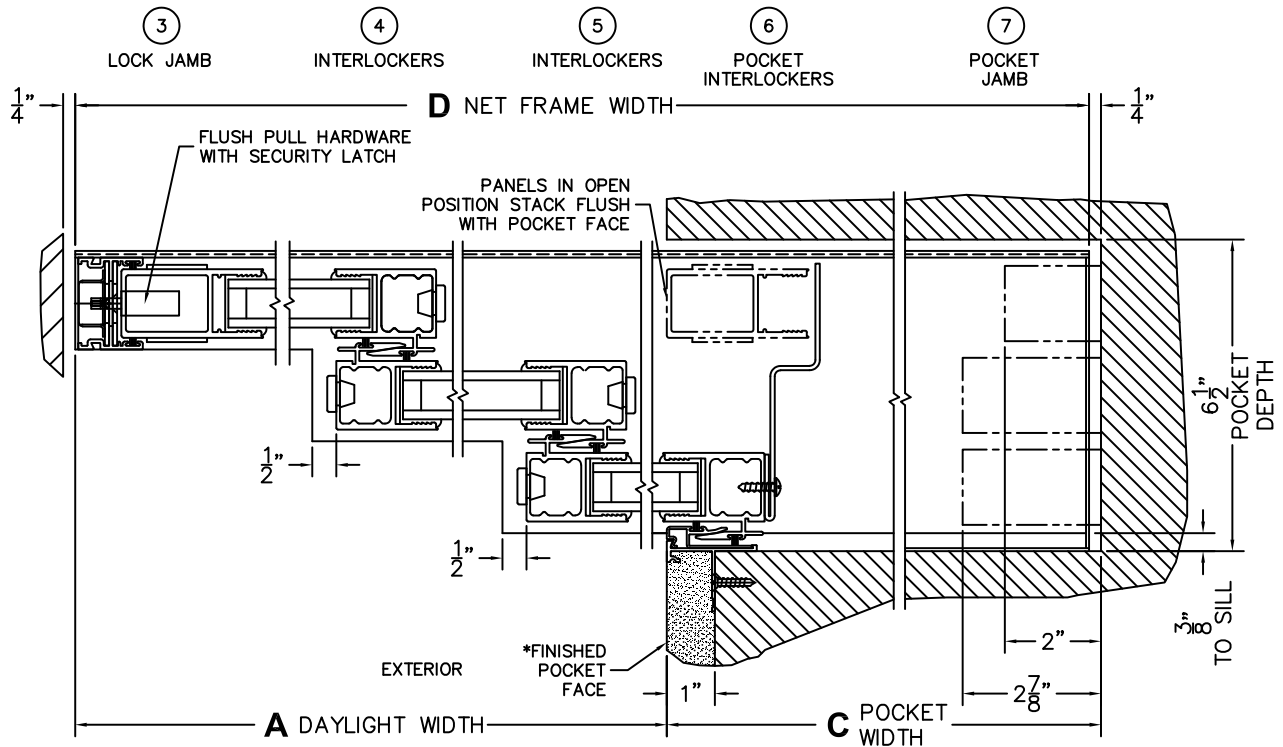 3
4
5
6
7
LOCK JAMB
INTERLOCKERS
INTERLOCKERS
POCKET
INTERLOCKERS
POCKET
JAMB
1/4"
D NET FRAME WIDTH
1/4"
FLUSH PULL HARDWARE
WITH SECURITY LATCH
PANELS IN OPEN
POSITION STACK FLUSH
WITH POCKET FACE
6 1/2"
POCKET
DEPTH
1/2"
1/2"
3/8"
TO SILL
EXTERIOR
*FINISHED
POCKET
FACE
1"
2"
2 7/8"
A DAYLIGHT WIDTH
C POCKET
WIDTH